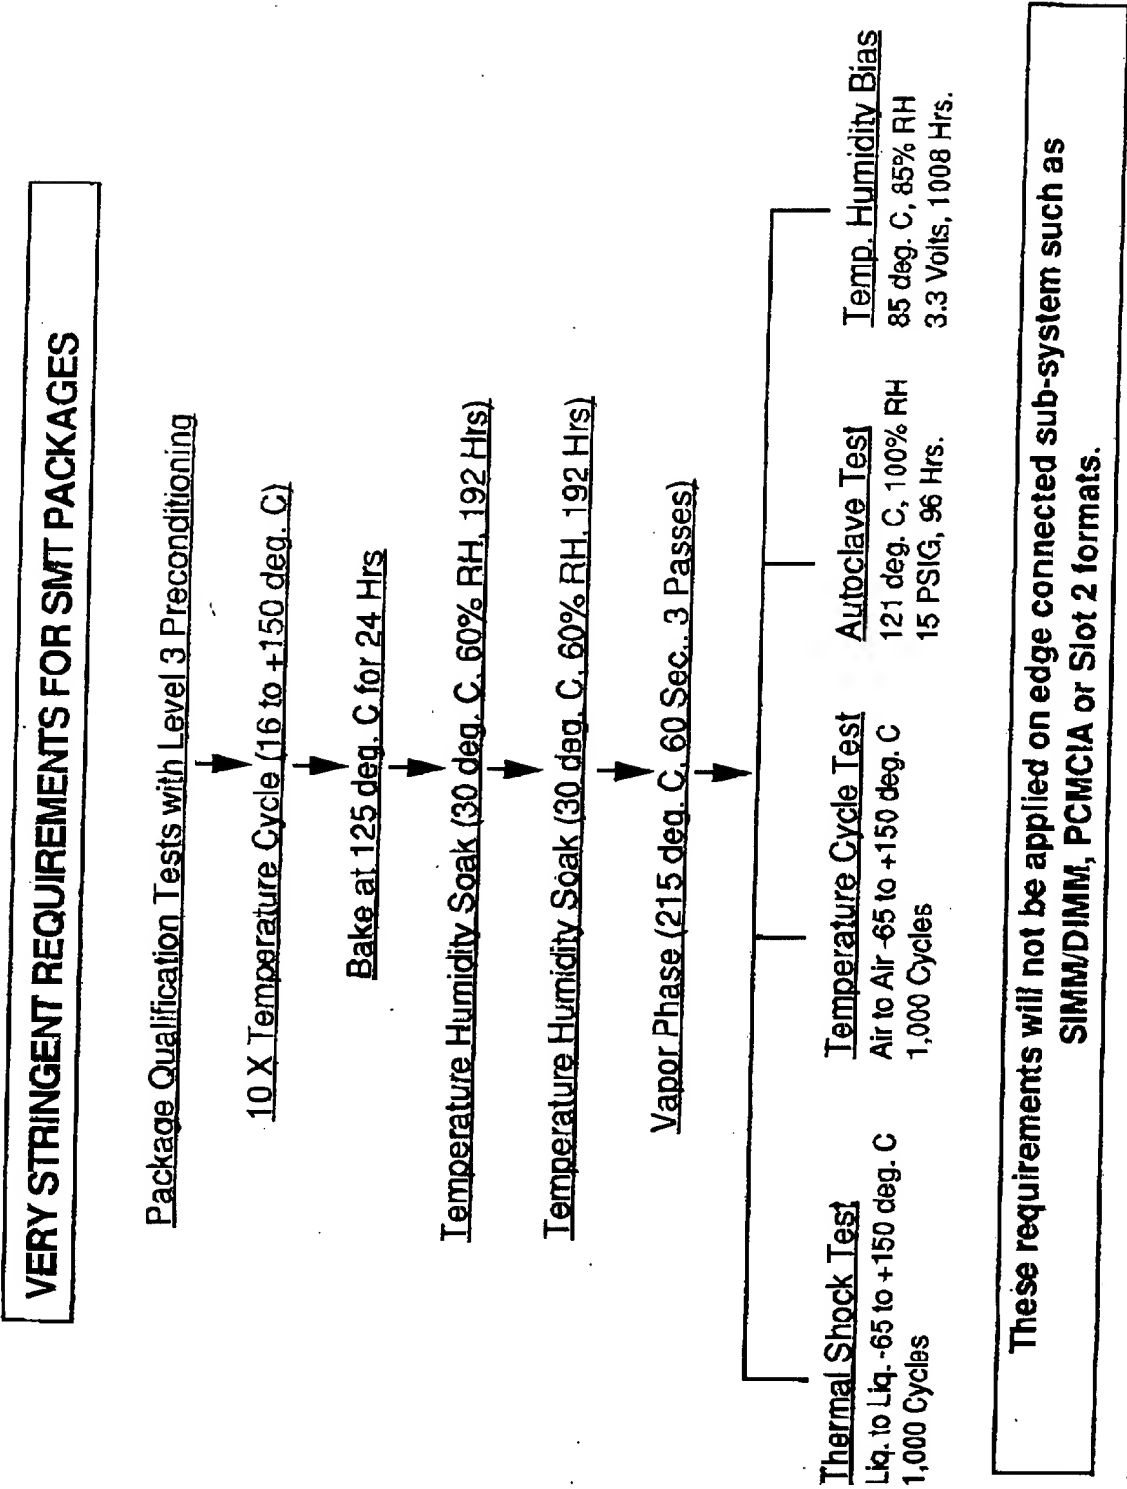 VERY STRINGENT REQUIREMENTS FOR SMT PACKAGES
Package Qualification Tests with Level 3 Preconditioning
10 X Temperature Cycle (16 to +150 deg. C)
Bake at 125 deg. C for 24 Hrs
Temperature Humidity Soak (30 deg. C, 60% RH, 192 Hrs)
Temperature Humidity Soak (30 deg. C, 60% RH, 192 Hrs)
Vapor Phase (215 deg. C, 60 Sec., 3 Passes)
Thermal Shock Test
Liq. to Liq. -65 to +150 deg. C
1,000 Cycles
Temperature Cycle Test
Air to Air -65 to +150 deg. C
1,000 Cycles
Autoclave Test
121 deg. C, 100% RH
15 PSIG, 96 Hrs.
Temp. Humidity Bias
85 deg. C, 85% RH
3.3 Volts, 1008 Hrs.
These requirements will not be applied on edge connected sub-system such as
SIMM/DIMM, PCMCIA or Slot 2 formats.